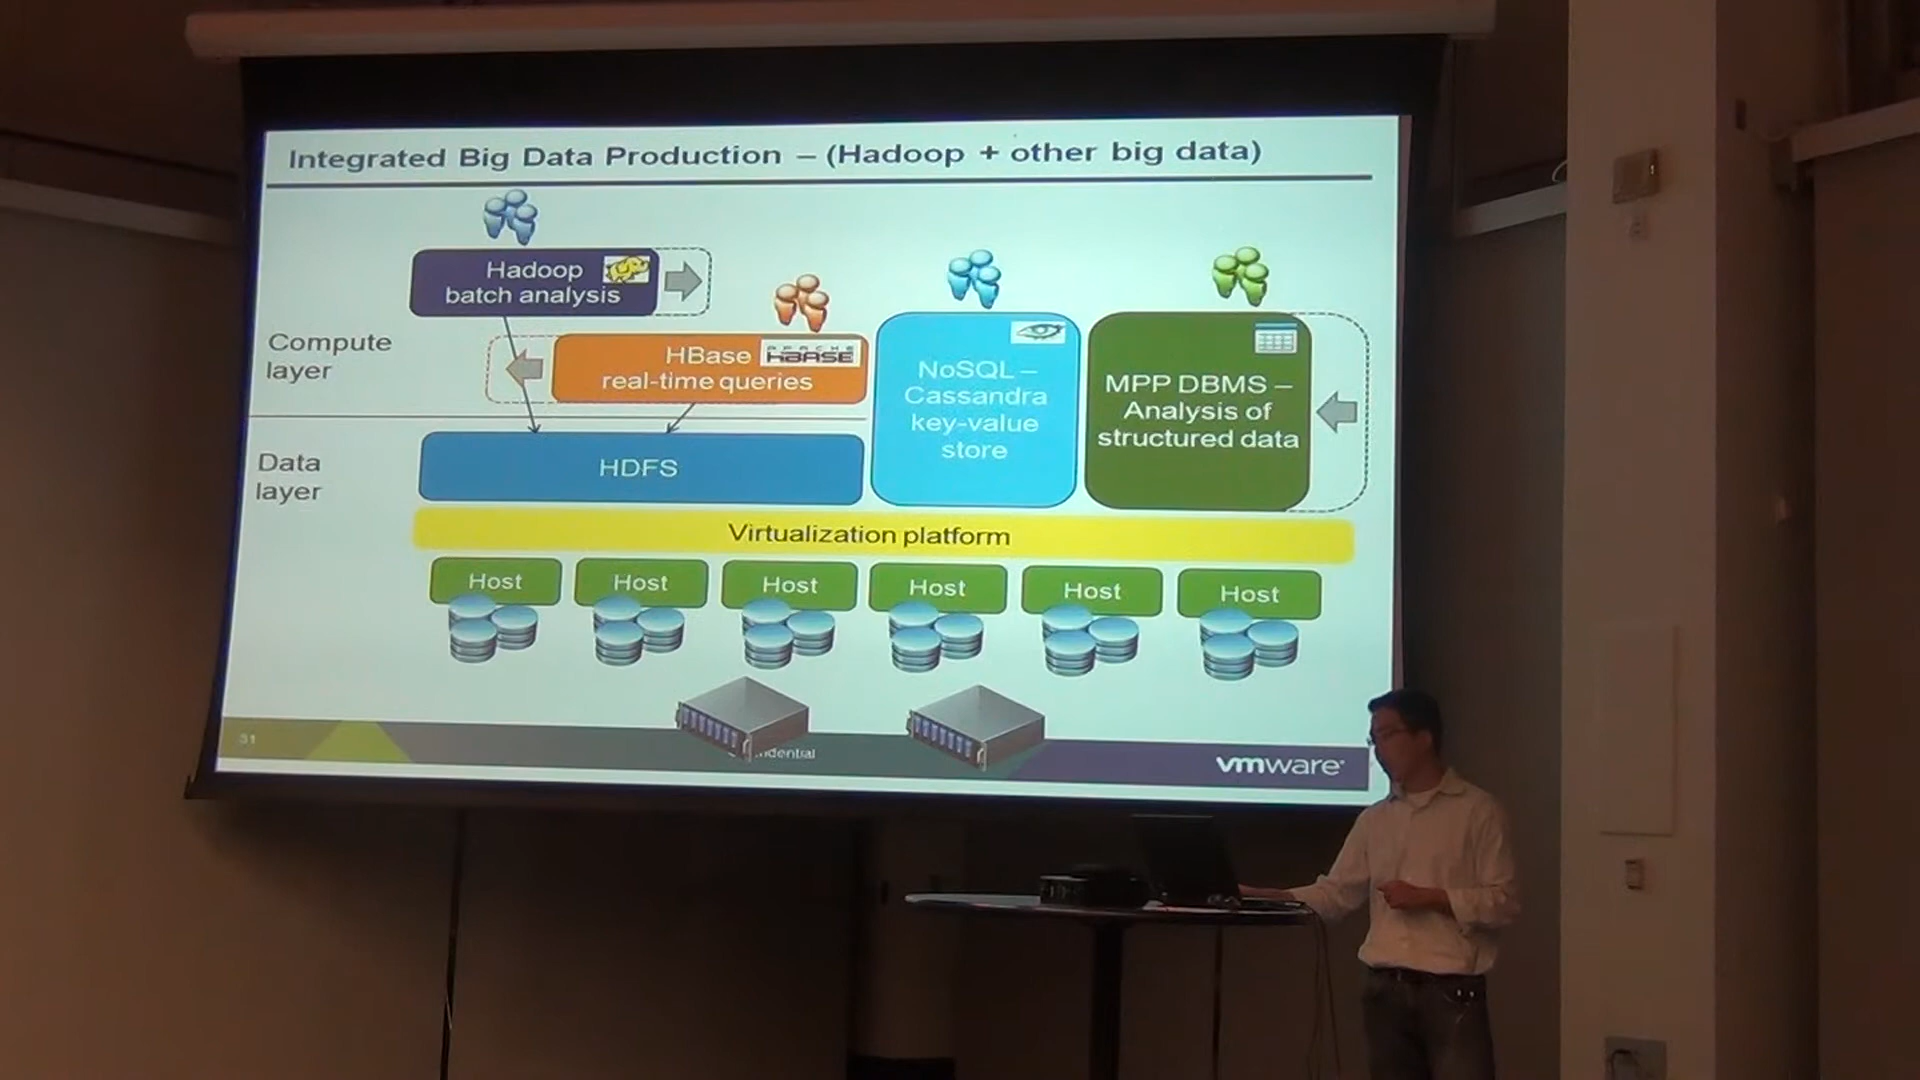 Integrated Big Data Production – (Hadoop + other big data)
Hadoop
batch analysis
Compute
layer
HBase
APACHE
HBASE
real-time queries
NoSQL –
Cassandra
key-value
store
MPP DBMS –
Analysis of
structured data
Data
layer
HDFS
Virtualization platform
Host
Host
Host
Host
Host
Host
31
vmware